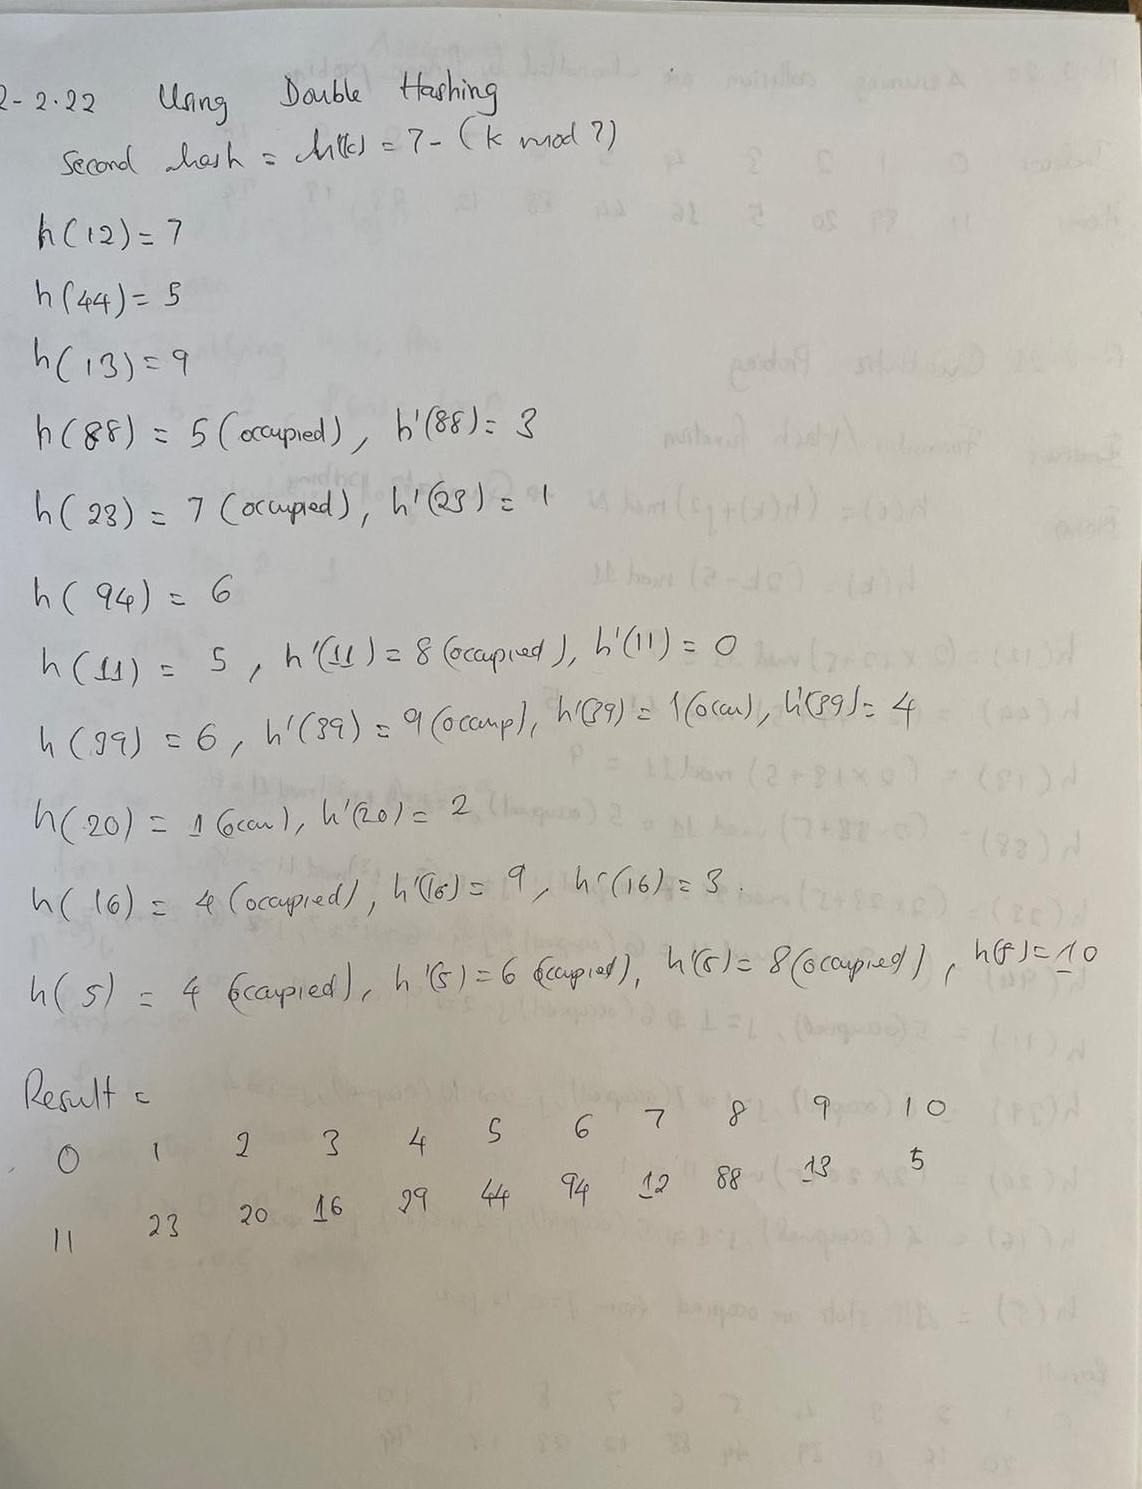 2-2.22 Using Double Hashing
Second hash = h'(k) = 7 - (k mod 7)
h(12) = 7
h(44) = 5
h(13) = 9
h(88) = 5 (occupied), h'(88) = 3
h(23) = 7 (occupied), h'(23) = 1
h(94) = 6
h(11) = 5, h'(11) = 8 (occupied), h'(11) = 0
h(39) = 6, h'(39) = 9 (occup), h'(39) = 1 (occu), h'(39) = 4
h(20) = 1 (occu), h'(20) = 2
h(16) = 4 (occupied), h'(16) = 9, h'(16) = 3.
h(5) = 4 (occupied), h'(5) = 6 (occupied), h'(5) = 8 (occupied), h(5) = 10
Result =
0 1 2 3 4 5 6 7 8 9 10
11 23 20 16 29 44 94 12 88 13 5